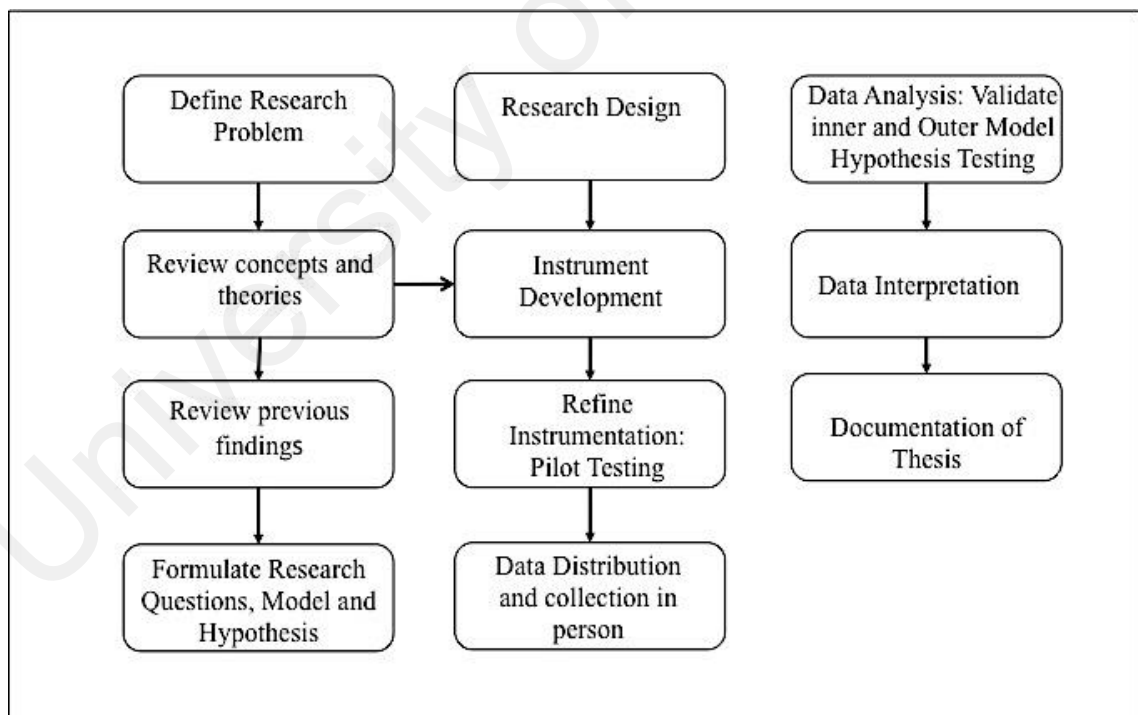 Define Research
Problem
Review concepts and
theories
Review previous
findings
Formulate Research
Questions, Model and
Hypothesis
Research Design
Instrument
Development
Refine
Instrumentation:
Pilot Testing
Data Distribution
and collection in
person
Data Analysis: Validate
inner and Outer Model
Hypothesis Testing
Data Interpretation
Documentation of
Thesis
University of